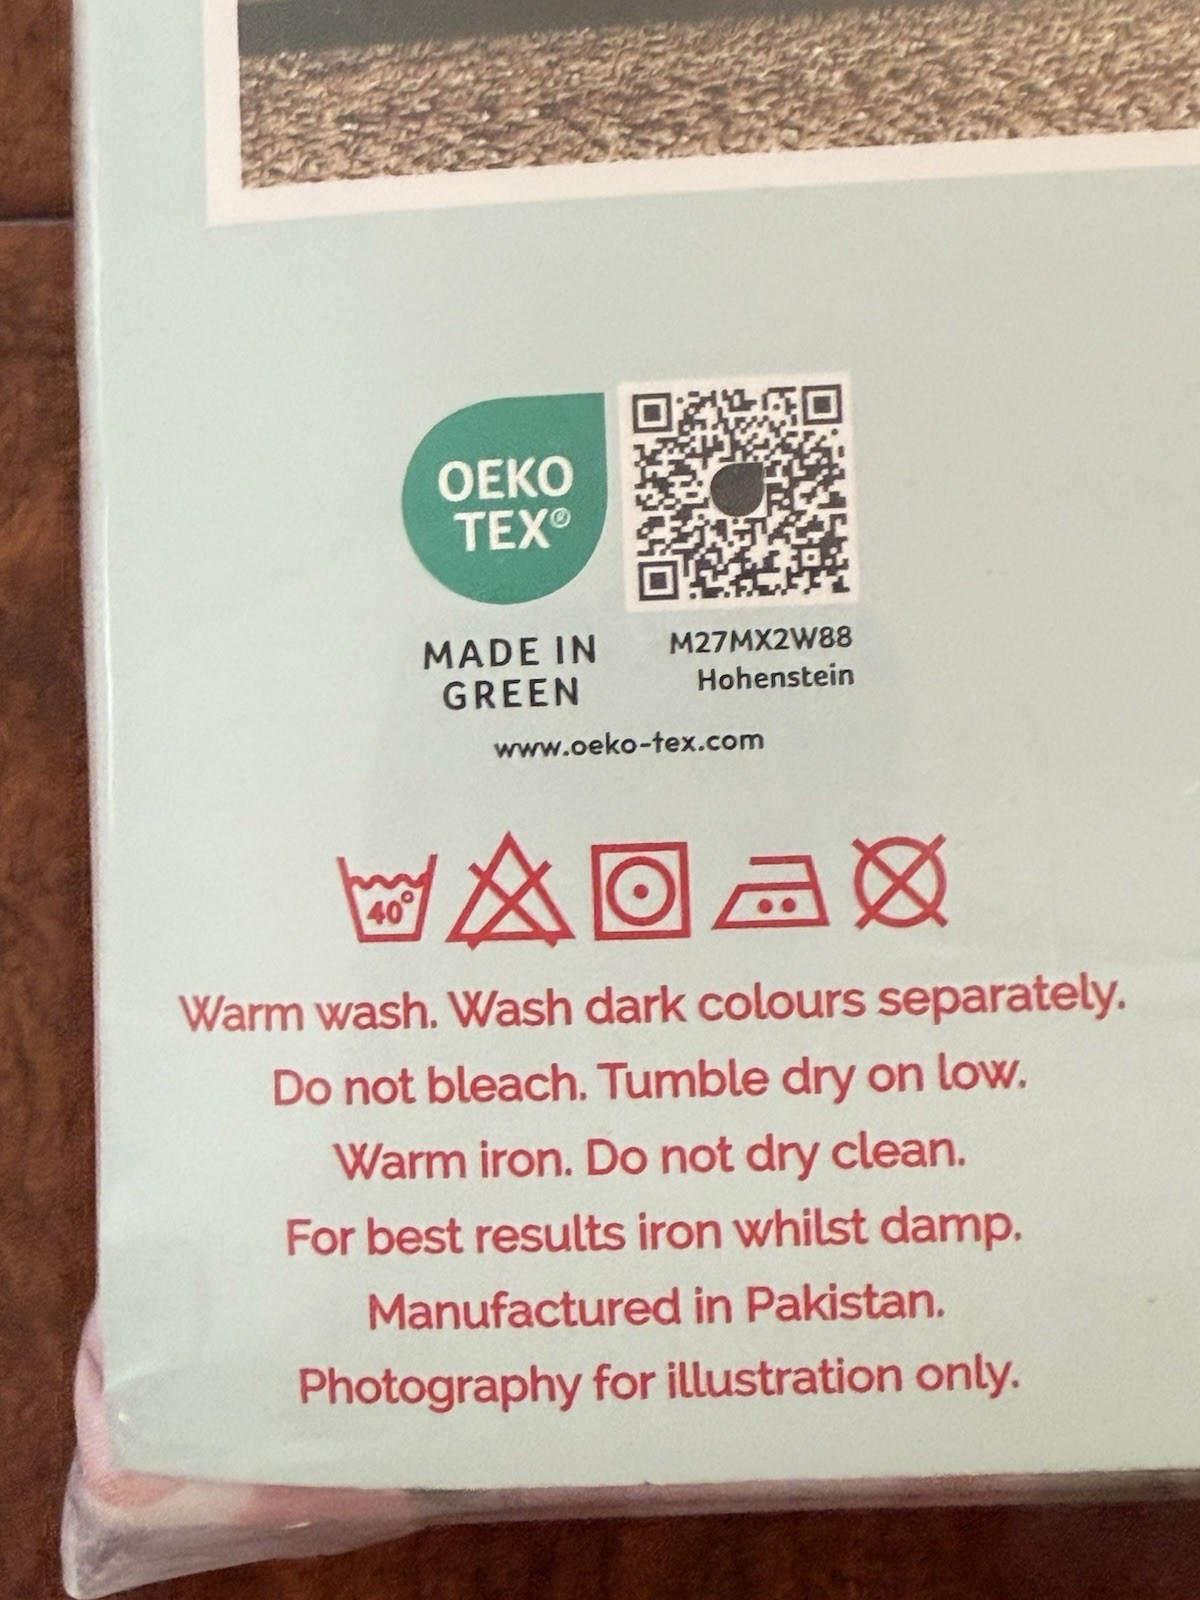 OEKO
TEX®
MADE IN
GREEN
M27MX2W88
Hohenstein
www.oeko-tex.com
40°
Warm wash. Wash dark colours separately.
Do not bleach. Tumble dry on low.
Warm iron. Do not dry clean.
For best results iron whilst damp.
Manufactured in Pakistan.
Photography for illustration only.